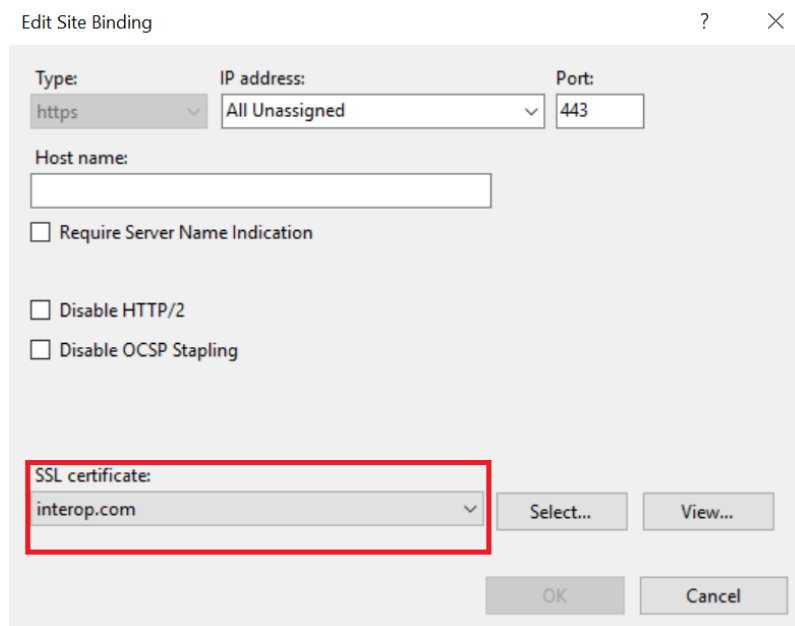 Edit Site Binding ?
Type: IP address: Port:
https All Unassigned 443
Host name:
Require Server Name Indication
Disable HTTP/2
Disable OCSP Stapling
SSL certificate:
interop.com Select... View...
OK Cancel